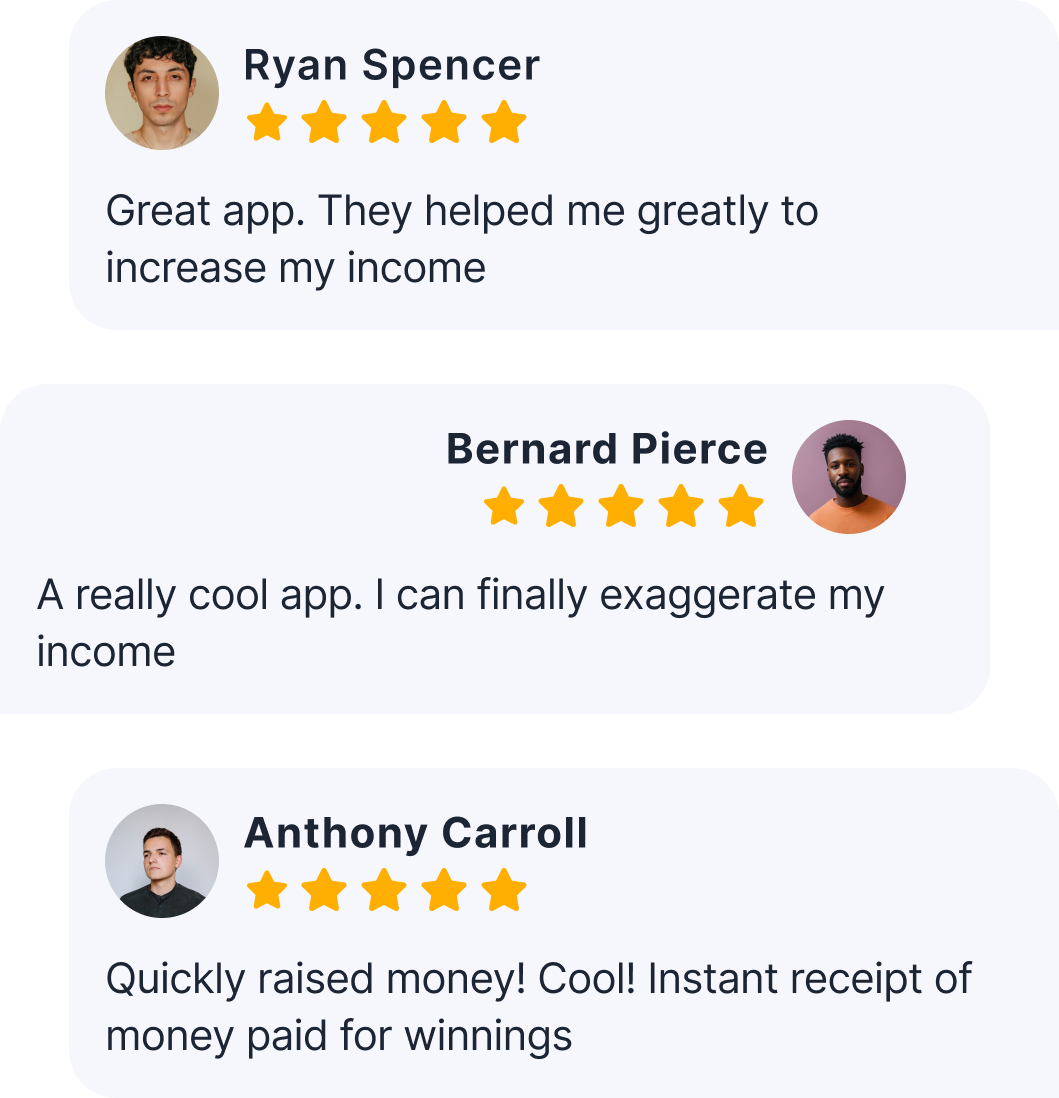 Ryan Spencer
Great app. They helped me greatly to
increase my income
Bernard Pierce
A really cool app. I can finally exaggerate my
income
Anthony Carroll
Quickly raised money! Cool! Instant receipt of
money paid for winnings